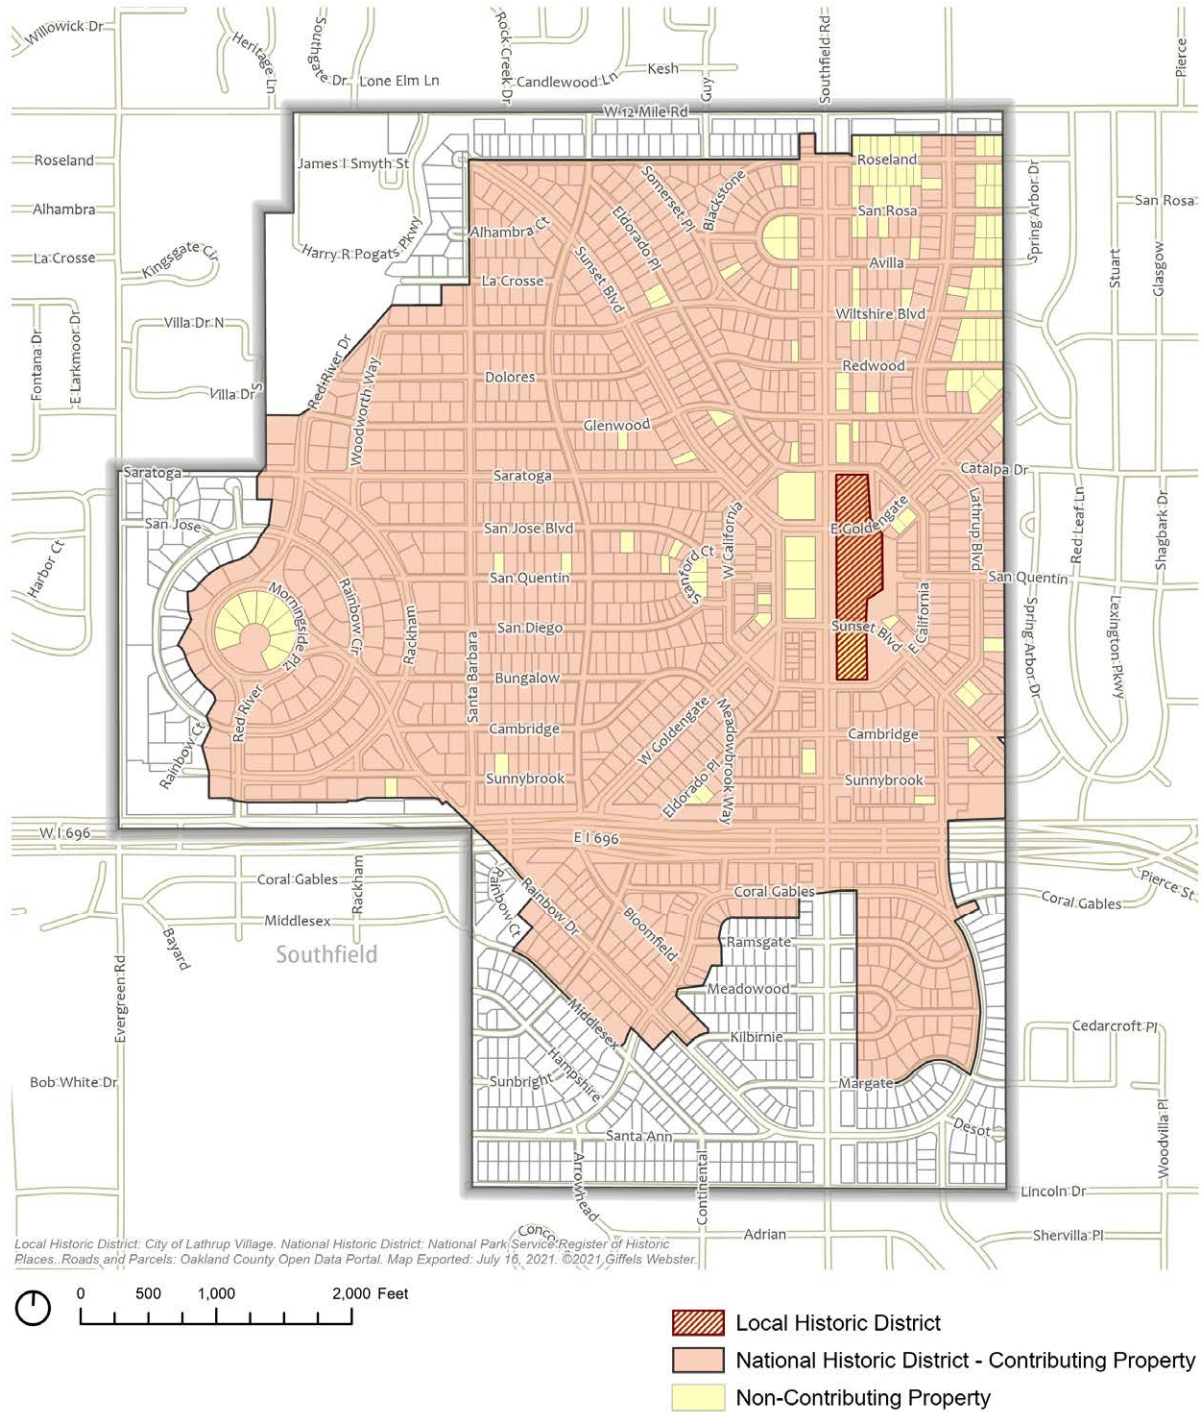 Willowick Dr
Heritage Ln
Southgate Dr
Lone Elm Ln
Rock Creek Dr
Candlewood Ln
Kesh
Guy
Southfield Rd
Pierce
W 12 Mile Rd
Roseland
James I Smyth St
Somerset Pl
Blackstone
Roseland
Spring Arbor Dr
San Rosa
Alhambra
Alhambra Ct
Eldorado Pl
San Rosa
La Crosse
Kingsgate Cir
Harry R Pogats Pkwy
La Crosse
Sunset Blvd
Avilla
Stuart
Glasgow
Villa Dr N
Wiltshire Blvd
Fontana Dr
E Larkmoor Dr
Villa Dr S
Red River Dr
Woodworth Way
Dolores
Redwood
Glenwood
Saratoga
Saratoga
Catalpa Dr
San Jose
San Jose Blvd
W California
E Goldengate
Lathrup Blvd
Red Leaf Ln
Shagbark Dr
Harbor Ct
Morningside Plz
Rainbow Cir
Rackham
San Quentin
Stanford Ct
San Quentin
San Diego
Sunset Blvd
E California
Spring Arbor Dr
Lexington Pkwy
Santa Barbara
Bungalow
Red River
Rainbow Ct
Cambridge
W Goldengate
Meadowbrook Way
Cambridge
Sunnybrook
Eldorado Pl
Sunnybrook
W I 696
E I 696
Pierce St
Coral Gables
Rackham
Rainbow Ct
Rainbow Dr
Coral Gables
Coral Gables
Middlesex
Bayard
Southfield
Bloomfield
Ramsgate
Evergreen Rd
Meadowood
Middlesex
Kilbirnie
Cedarcroft Pl
Bob White Dr
Sunbright
Hampshire
Margate
Woodvilla Pl
Santa Ann
Desot
Arrowhead
Continental
Lincoln Dr
Adrian
Shervilla Pl
Local Historic District: City of Lathrup Village. National Historic District: National Park Service Register of Historic
Places. Roads and Parcels: Oakland County Open Data Portal. Map Exported: July 16, 2021. ©2021 Giffels Webster.
0 500 1,000 2,000 Feet
Local Historic District
National Historic District - Contributing Property
Non-Contributing Property